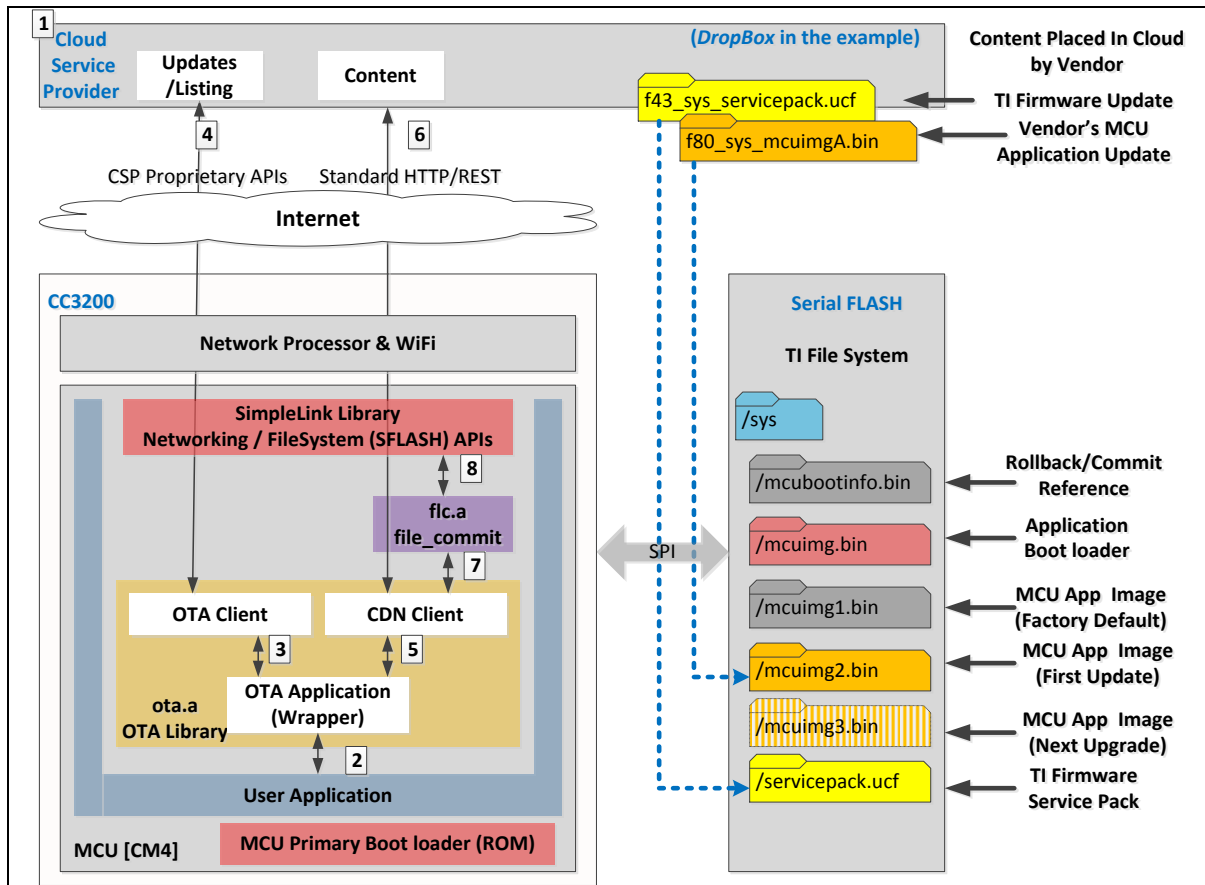 1
Cloud
Service
Provider
Updates
/Listing
Content
(DropBox in the example)
Content Placed In Cloud
by Vendor
f43_sys_servicepack.ucf
TI Firmware Update
f80_sys_mcuimgA.bin
Vendor's MCU
Application Update
4
6
CSP Proprietary APIs
Standard HTTP/REST
Internet
CC3200
Network Processor & WiFi
SimpleLink Library
Networking / FileSystem (SFLASH) APIs
8
flc.a
file_commit
7
OTA Client
CDN Client
3
5
OTA Application
(Wrapper)
ota.a
OTA Library
2
User Application
MCU Primary Boot loader (ROM)
MCU [CM4]
SPI
Serial FLASH
TI File System
/sys
/mcubootinfo.bin
Rollback/Commit
Reference
/mcuimg.bin
Application
Boot loader
/mcuimg1.bin
MCU App Image
(Factory Default)
/mcuimg2.bin
MCU App Image
(First Update)
/mcuimg3.bin
MCU App Image
(Next Upgrade)
/servicepack.ucf
TI Firmware
Service Pack